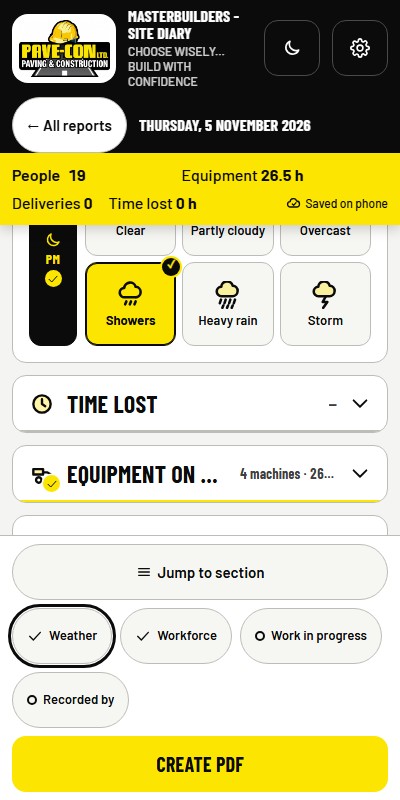 PAVE-CON LTD.
PAVING & CONSTRUCTION
MASTERBUILDERS -
SITE DIARY
CHOOSE WISELY...
BUILD WITH
CONFIDENCE
← All reports
THURSDAY, 5 NOVEMBER 2026
People 19
Equipment 26.5 h
Deliveries 0
Time lost 0 h
Saved on phone
PM
Clear
Partly cloudy
Overcast
Showers
Heavy rain
Storm
TIME LOST
–
EQUIPMENT ON ...
4 machines · 26...
Jump to section
Weather
Workforce
Work in progress
Recorded by
CREATE PDF